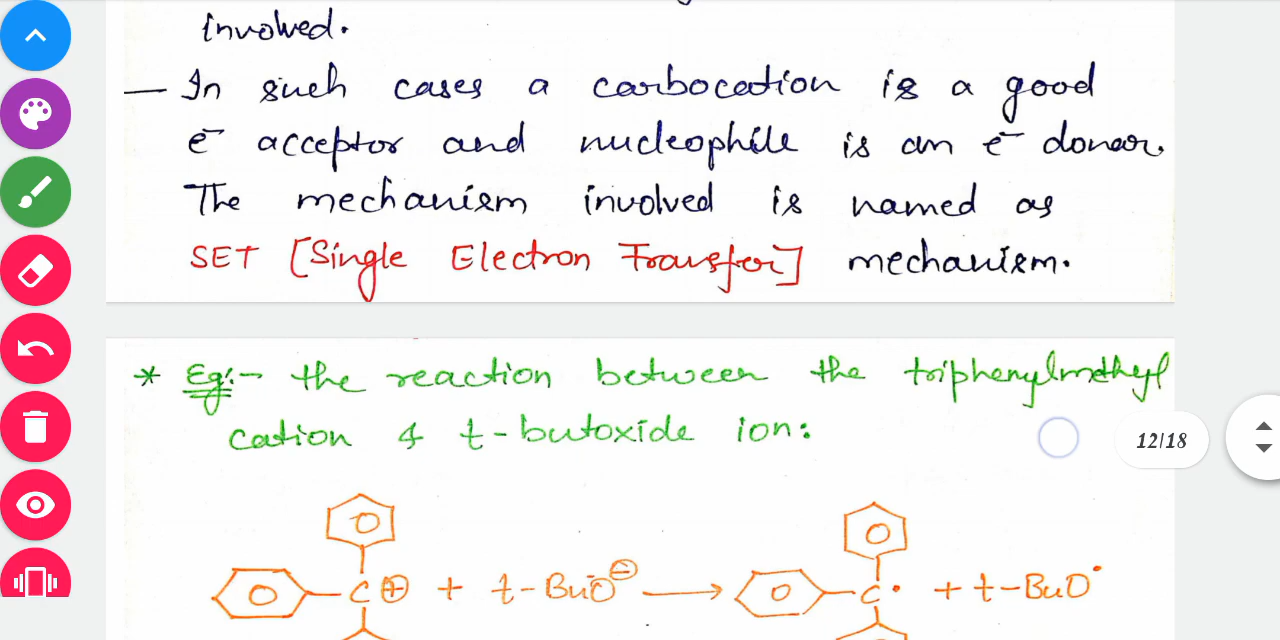 involved.
— In such cases a carbocation is a good
e⁻ acceptor and nucleophile is an e⁻ donor.
The mechanism involved is named as
SET [Single Electron Transfer] mechanism.
* Eg:- the reaction between the triphenylmethyl
cation & t-butoxide ion:
12/18
C⊕ + t-BuO⊖ → C• + t-BuO•